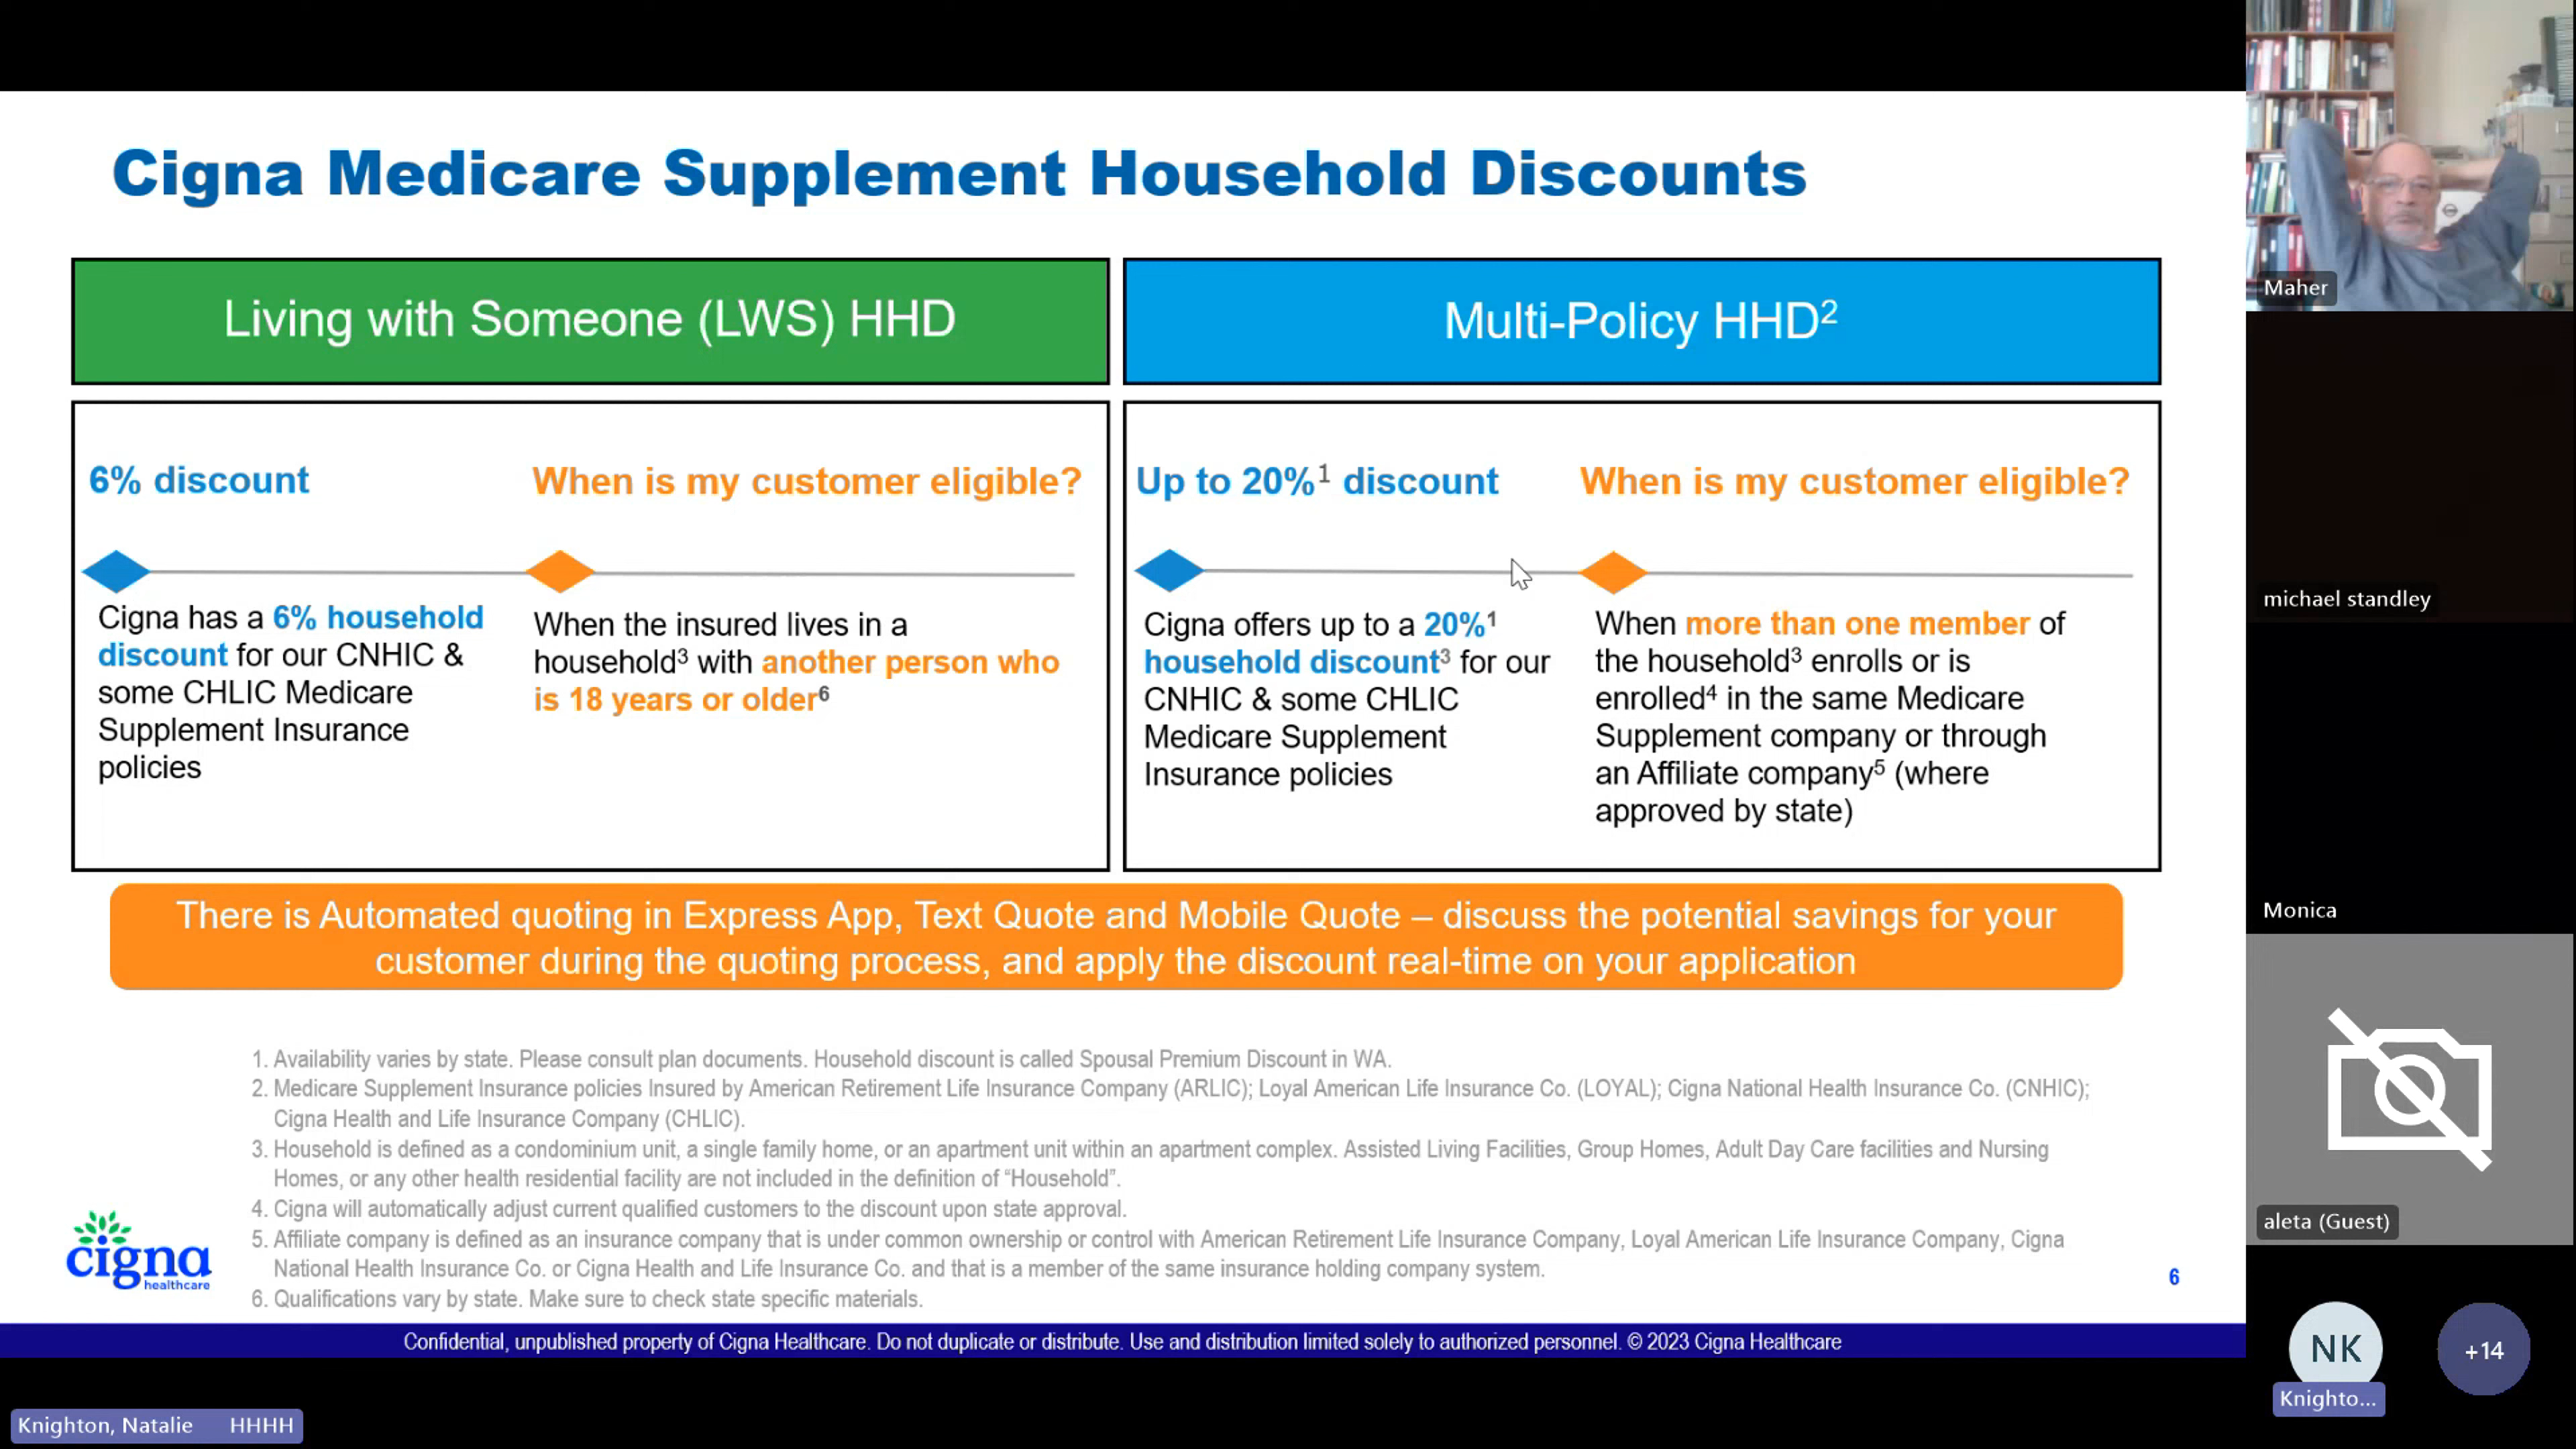 Cigna Medicare Supplement Household Discounts
Living with Someone (LWS) HHD
6% discount
When is my customer eligible?
Cigna has a 6% household
discount for our CNHIC &
some CHLIC Medicare
Supplement Insurance
policies
When the insured lives in a
household³ with another person who
is 18 years or older⁶
Multi-Policy HHD²
Up to 20%¹ discount
When is my customer eligible?
Cigna offers up to a 20%¹
household discount³ for our
CNHIC & some CHLIC
Medicare Supplement
Insurance policies
When more than one member of
the household³ enrolls or is
enrolled⁴ in the same Medicare
Supplement company or through
an Affiliate company⁵ (where
approved by state)
There is Automated quoting in Express App, Text Quote and Mobile Quote – discuss the potential savings for your
customer during the quoting process, and apply the discount real-time on your application
1. Availability varies by state. Please consult plan documents. Household discount is called Spousal Premium Discount in WA.
2. Medicare Supplement Insurance policies Insured by American Retirement Life Insurance Company (ARLIC); Loyal American Life Insurance Co. (LOYAL); Cigna National Health Insurance Co. (CNHIC);
Cigna Health and Life Insurance Company (CHLIC).
3. Household is defined as a condominium unit, a single family home, or an apartment unit within an apartment complex. Assisted Living Facilities, Group Homes, Adult Day Care facilities and Nursing
Homes, or any other health residential facility are not included in the definition of “Household”.
4. Cigna will automatically adjust current qualified customers to the discount upon state approval.
5. Affiliate company is defined as an insurance company that is under common ownership or control with American Retirement Life Insurance Company, Loyal American Life Insurance Company, Cigna
National Health Insurance Co. or Cigna Health and Life Insurance Co. and that is a member of the same insurance holding company system.
6. Qualifications vary by state. Make sure to check state specific materials.
cigna
healthcare
6
Confidential, unpublished property of Cigna Healthcare. Do not duplicate or distribute. Use and distribution limited solely to authorized personnel. © 2023 Cigna Healthcare
Knighton, Natalie HHHH
Maher
michael standley
Monica
aleta (Guest)
NK
Knighto...
+14